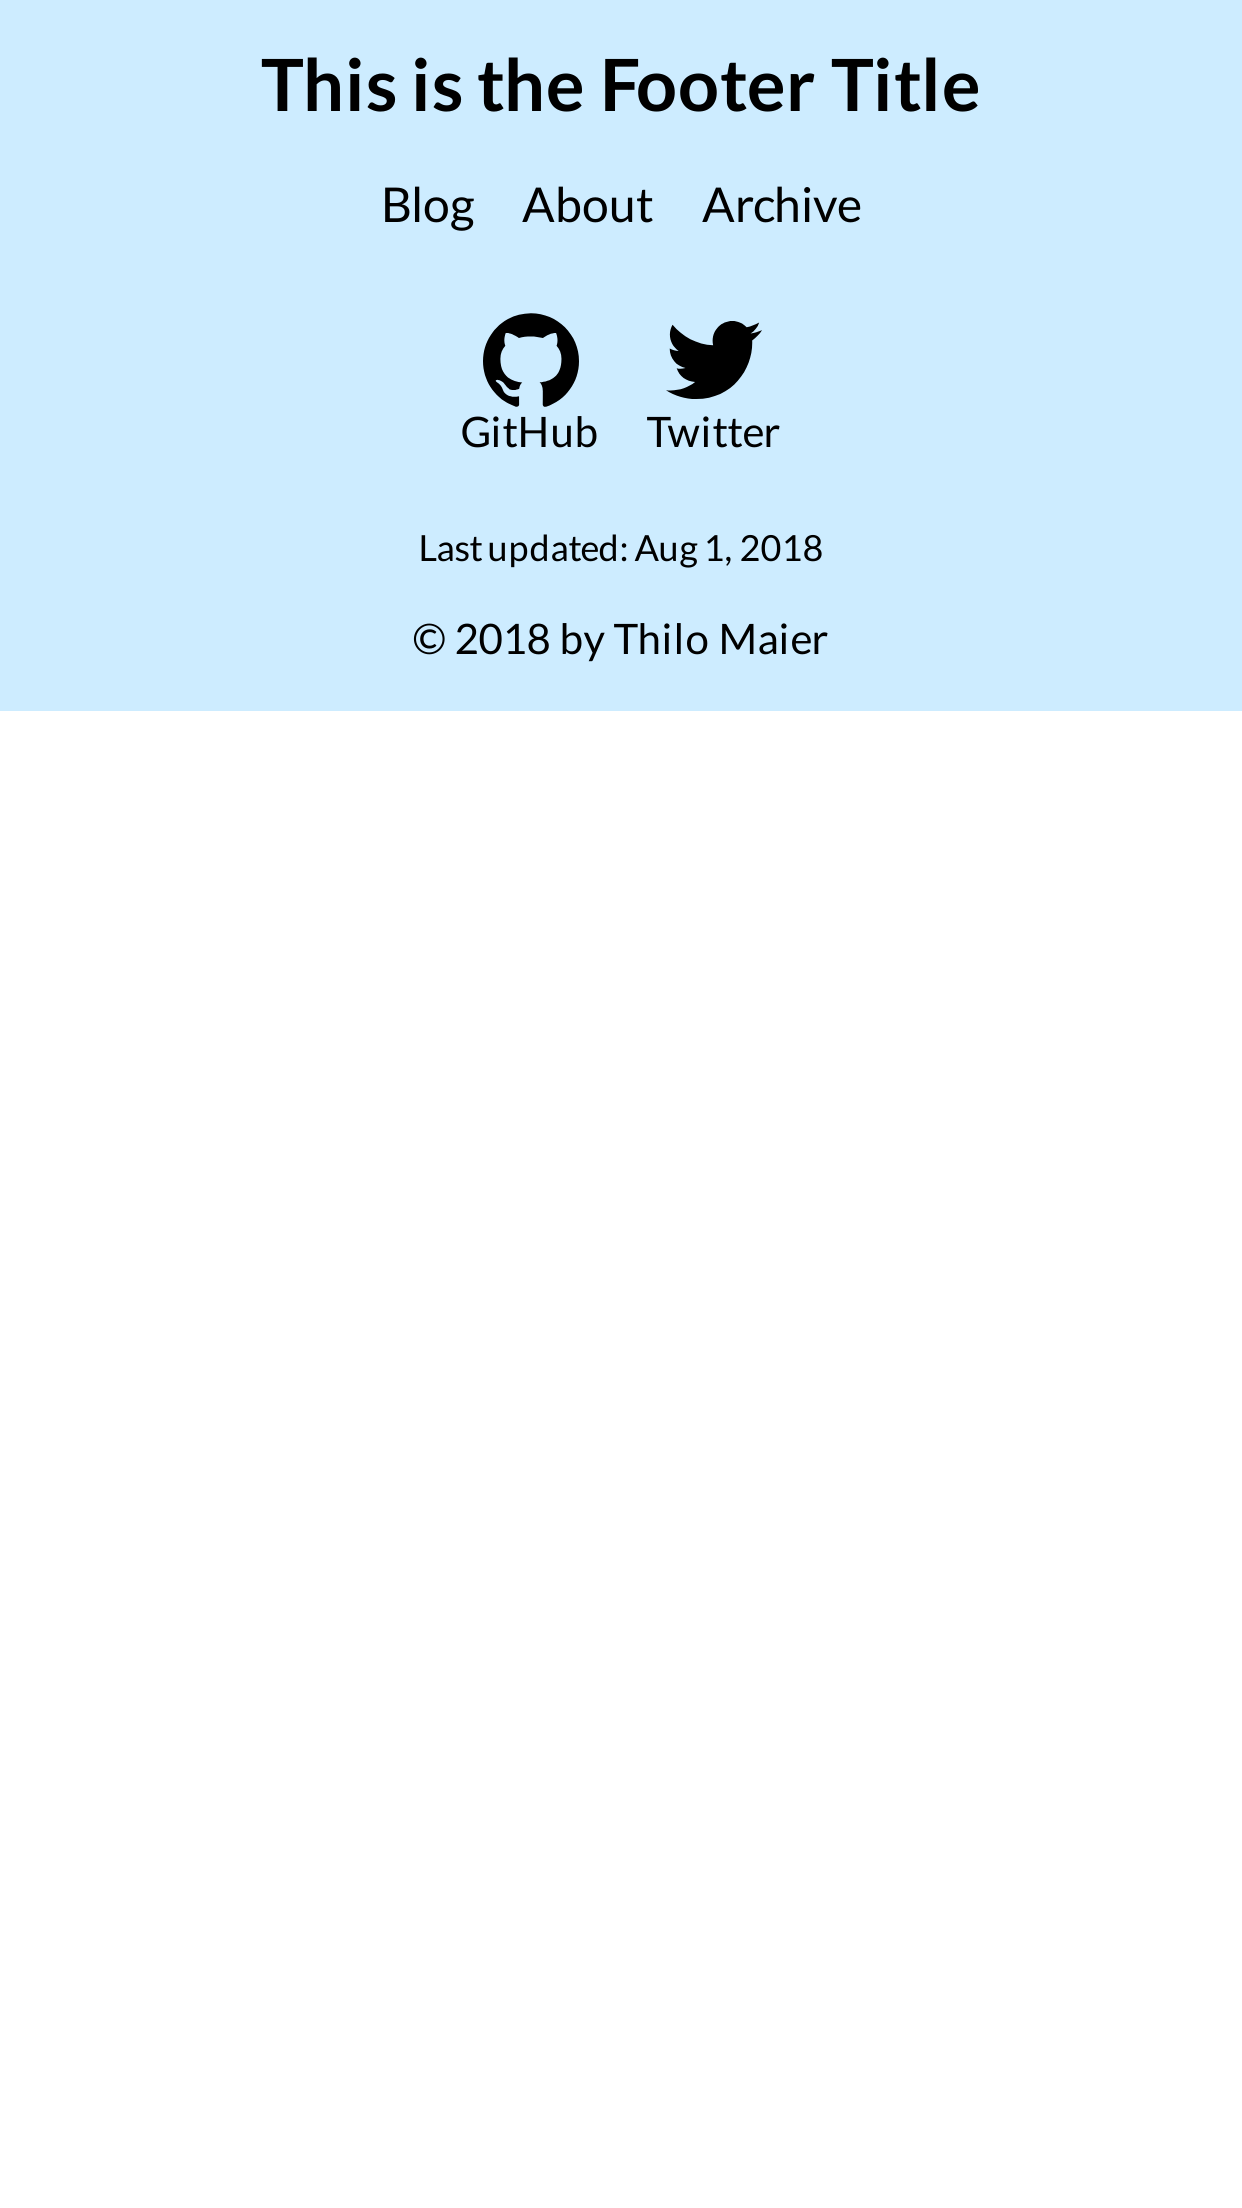 This is the Footer Title
Blog About Archive
GitHub Twitter
Last updated: Aug 1, 2018
© 2018 by Thilo Maier